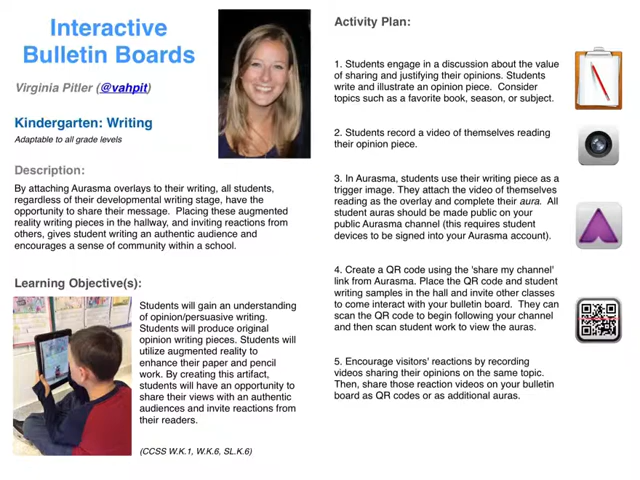 Interactive
Bulletin Boards
Virginia Pitler (@vahpit)
Kindergarten: Writing
Adaptable to all grade levels
Description:
By attaching Aurasma overlays to their writing, all students,
regardless of their developmental writing stage, have the
opportunity to share their message.  Placing these augmented
reality writing pieces in the hallway, and inviting reactions from
others, gives student writing an authentic audience and
encourages a sense of community within a school.
Learning Objective(s):
Students will gain an understanding
of opinion/persuasive writing.
Students will produce original
opinion writing pieces. Students will
utilize augmented reality to
enhance their paper and pencil
work. By creating this artifact,
students will have an opportunity to
share their views with an authentic
audiences and invite reactions from
their readers.
(CCSS W.K.1, W.K.6, SL.K.6)
Activity Plan:
1. Students engage in a discussion about the value
of sharing and justifying their opinions.  Students
write and illustrate an opinion piece.  Consider
topics such as a favorite book, season, or subject.
2. Students record a video of themselves reading
their opinion piece.
3. In Aurasma, students use their writing piece as a
trigger image. They attach the video of themselves
reading as the overlay and complete their aura.  All
student auras should be made public on your
public Aurasma channel (this requires student
devices to be signed into your Aurasma account).
4. Create a QR code using the 'share my channel'
link from Aurasma. Place the QR code and student
writing samples in the hall and invite other classes
to come interact with your bulletin board.  They can
scan the QR code to begin following your channel
and then scan student work to view the auras.
5. Encourage visitors' reactions by recording
videos sharing their opinions on the same topic.
Then, share those reaction videos on your bulletin
board as QR codes or as additional auras.